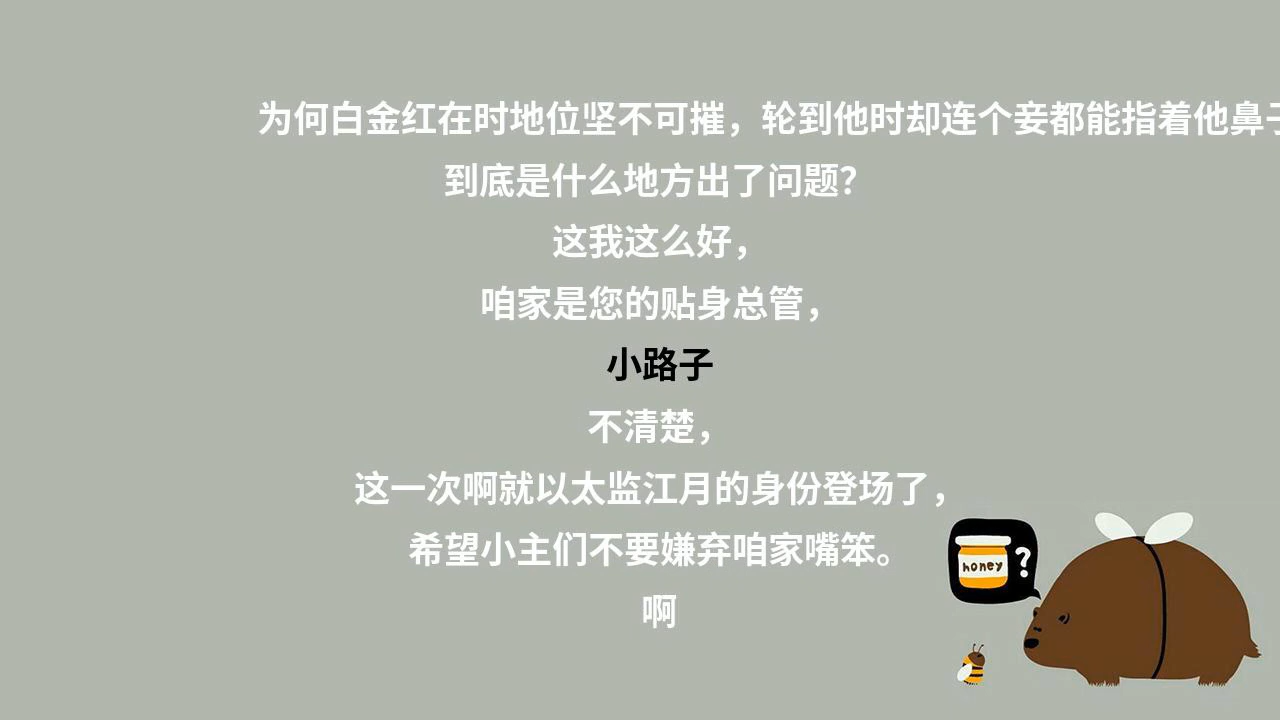 为何白金红在时地位坚不可摧，轮到他时却连个妾都能指着他鼻
到底是什么地方出了问题？
这我这么好，
咱家是您的贴身总管，
小路子
不清楚，
这一次啊就以太监江月的身份登场了，
希望小主们不要嫌弃咱家嘴笨。
啊
honey
?